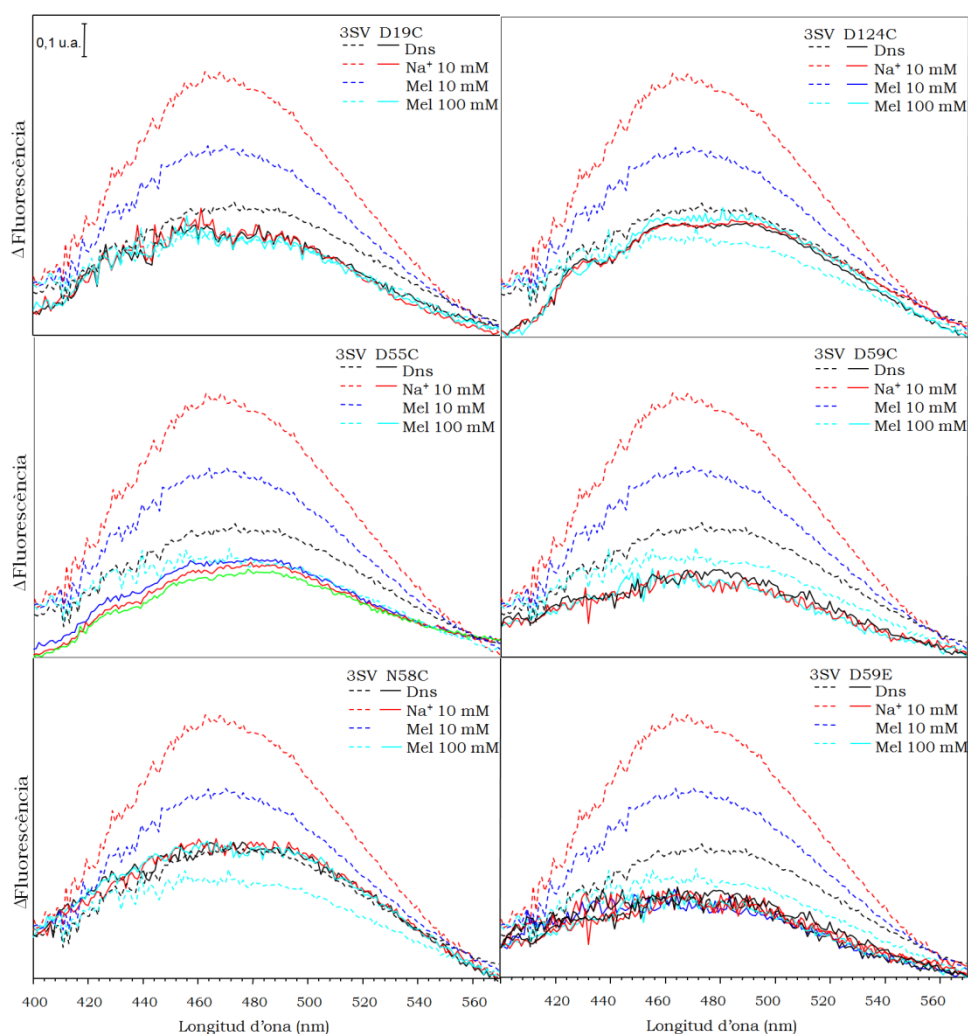 0,1 u.a.
3SV D19C
Dns
Na⁺ 10 mM
Mel 10 mM
Mel 100 mM
ΔFluorescència
3SV D124C
Dns
Na⁺ 10 mM
Mel 10 mM
Mel 100 mM
3SV D55C
Dns
Na⁺ 10 mM
Mel 10 mM
Mel 100 mM
ΔFluorescència
3SV D59C
Dns
Na⁺ 10 mM
Mel 10 mM
Mel 100 mM
3SV N58C
Dns
Na⁺ 10 mM
Mel 10 mM
Mel 100 mM
ΔFluorescència
400 420 440 460 480 500 520 540 560
Longitud d'ona (nm)
3SV D59E
Dns
Na⁺ 10 mM
Mel 10 mM
Mel 100 mM
420 440 460 480 500 520 540 560
Longitud d'ona (nm)